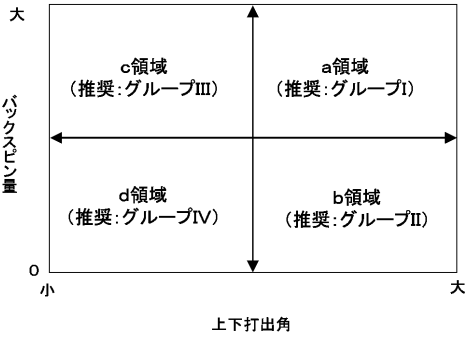 大
c領域
(推奨:グループIII)
a領域
(推奨:グループI)
バックスピン量
d領域
(推奨:グループIV)
b領域
(推奨:グループII)
0
小
大
上下打出角